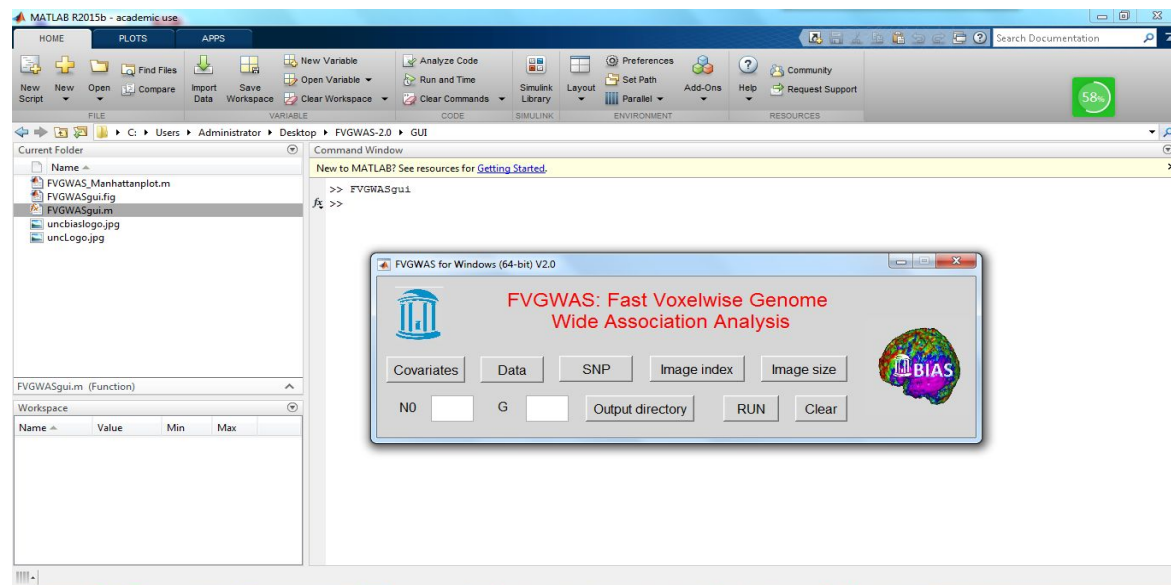 MATLAB R2015b - academic use
HOME PLOTS APPS
Search Documentation
New Script
New
Open
Find Files
Compare
Import Data
Save Workspace
New Variable
Open Variable
Clear Workspace
Analyze Code
Run and Time
Clear Commands
Simulink Library
Layout
Preferences
Set Path
Parallel
Add-Ons
Help
Community
Request Support
58%
FILE VARIABLE CODE SIMULINK ENVIRONMENT RESOURCES
C: Users Administrator Desktop FVGWAS-2.0 GUI
Current Folder
Name
FVGWAS_Manhattanplot.m
FVGWASgui.fig
FVGWASgui.m
uncbiaslogo.jpg
uncLogo.jpg
FVGWASgui.m (Function)
Workspace
Name Value Min Max
Command Window
New to MATLAB? See resources for Getting Started.
>> FVGWASgui
fx >>
FVGWAS for Windows (64-bit) V2.0
FVGWAS: Fast Voxelwise Genome
Wide Association Analysis
Covariates Data SNP Image index Image size
BIAS
N0 G Output directory RUN Clear